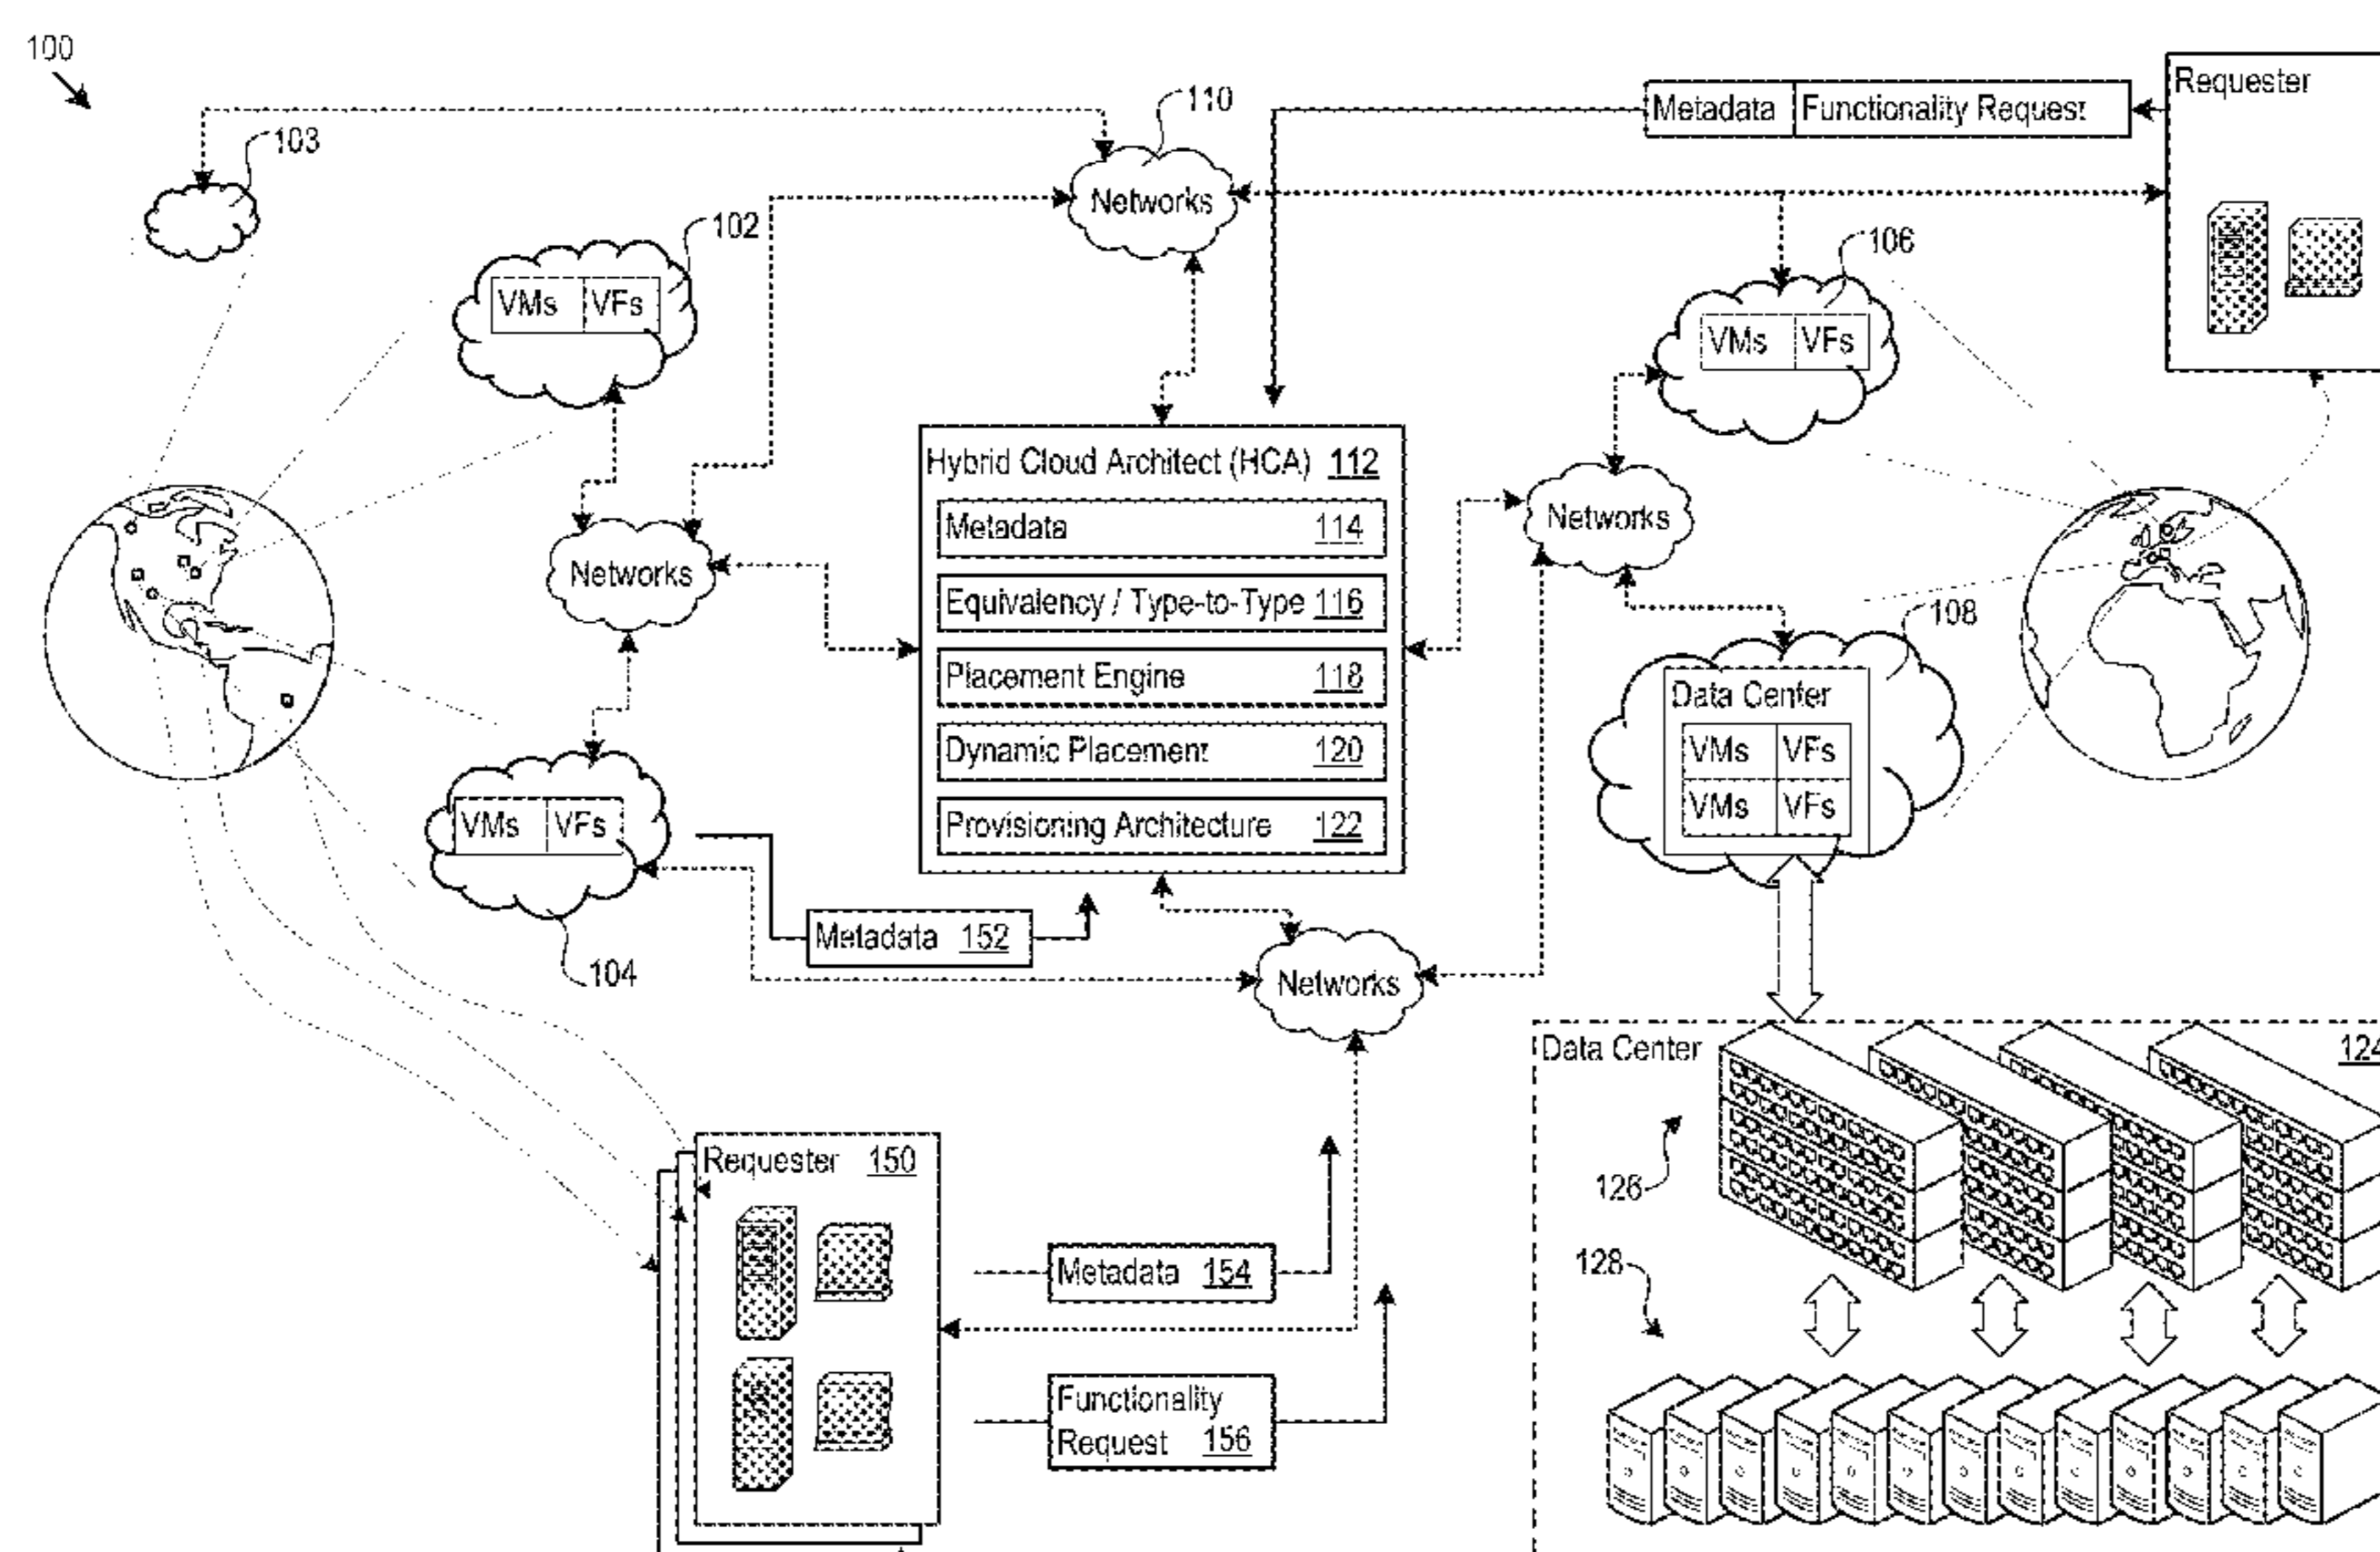 100
110
Metadata Functionality Request
Requester
103
Networks
102
VMs VFs
106
VMs VFs
Hybrid Cloud Architect (HCA) 112
Metadata 114
Equivalency / Type-to-Type 116
Placement Engine 118
Dynamic Placement 120
Provisioning Architecture 122
Networks
Networks
108
Data Center
VMs VFs
VMs VFs
VMs VFs
104
Metadata 152
Networks
Data Center 124
126
128
Requester 150
Metadata 154
Functionality
Request 156